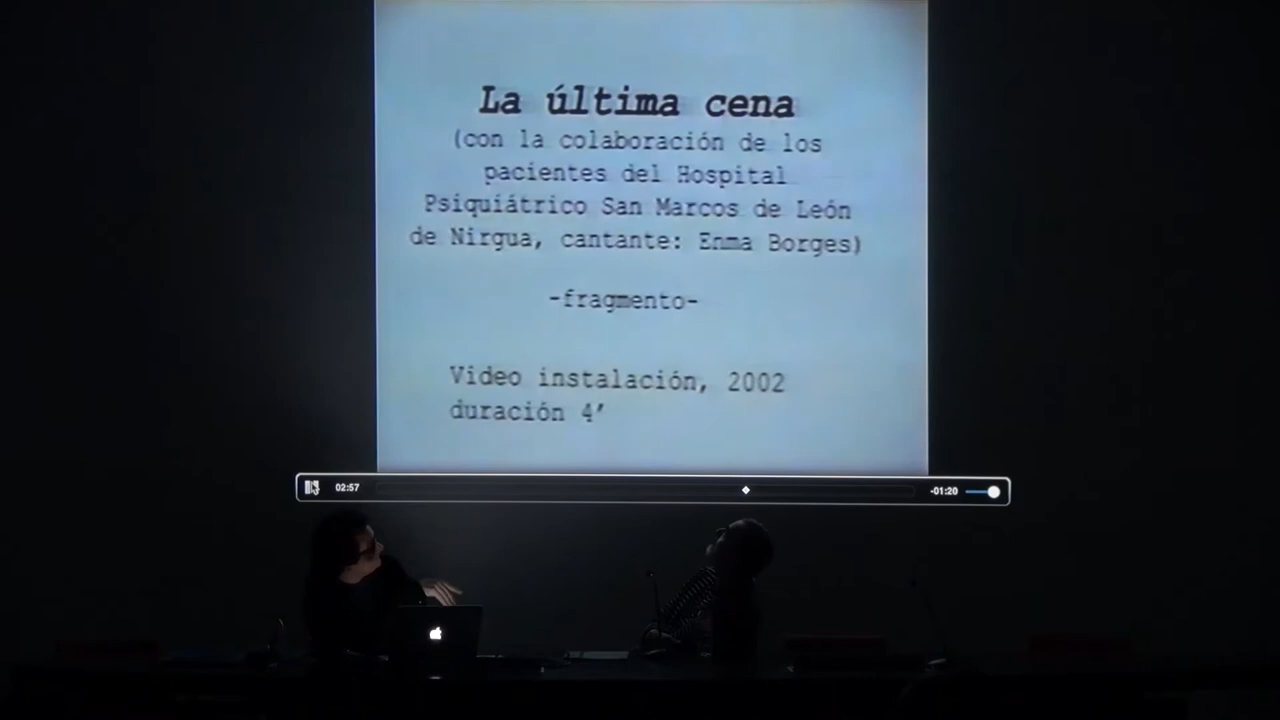 La última cena
(con la colaboración de los
pacientes del Hospital
Psiquiátrico San Marcos de León
de Nirgua, cantante: Enma Borges)
-fragmento-
Video instalación, 2002
duración 4'
02:57
-01:20